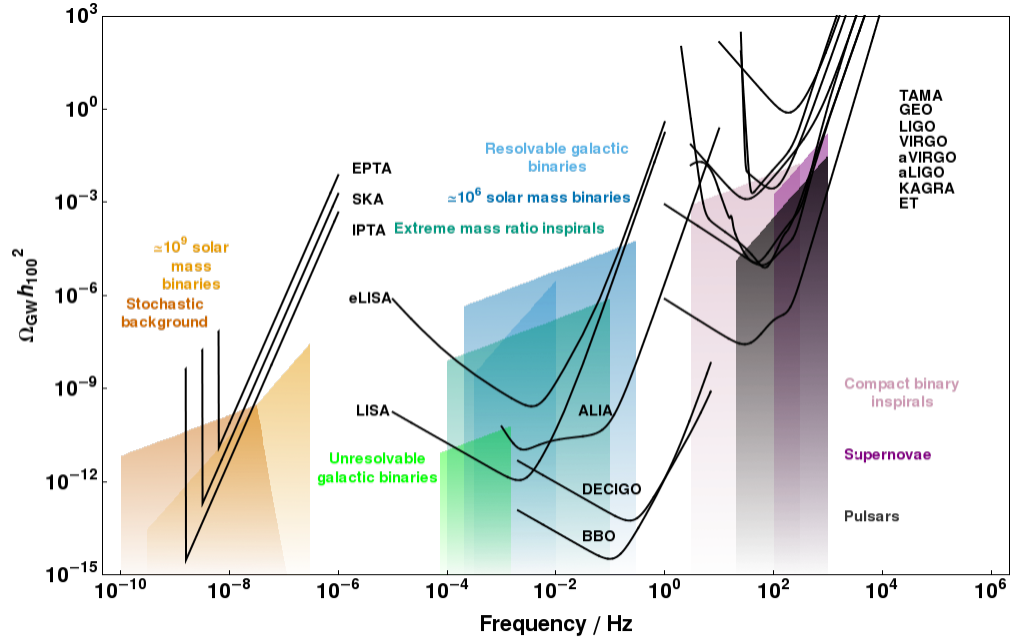 10³
10⁰
10⁻³
10⁻⁶
10⁻⁹
10⁻¹²
10⁻¹⁵
Ω_GW h₁₀₀²
10⁻¹⁰
10⁻⁸
10⁻⁶
10⁻⁴
10⁻²
10⁰
10²
10⁴
10⁶
Frequency / Hz
≃10⁹ solar
mass
binaries
Stochastic
background
EPTA
SKA
IPTA
eLISA
LISA
Resolvable galactic
binaries
≃10⁶ solar mass binaries
Extreme mass ratio inspirals
Unresolvable
galactic binaries
ALIA
DECIGO
BBO
TAMA
GEO
LIGO
VIRGO
aVIRGO
aLIGO
KAGRA
ET
Compact binary
inspirals
Supernovae
Pulsars